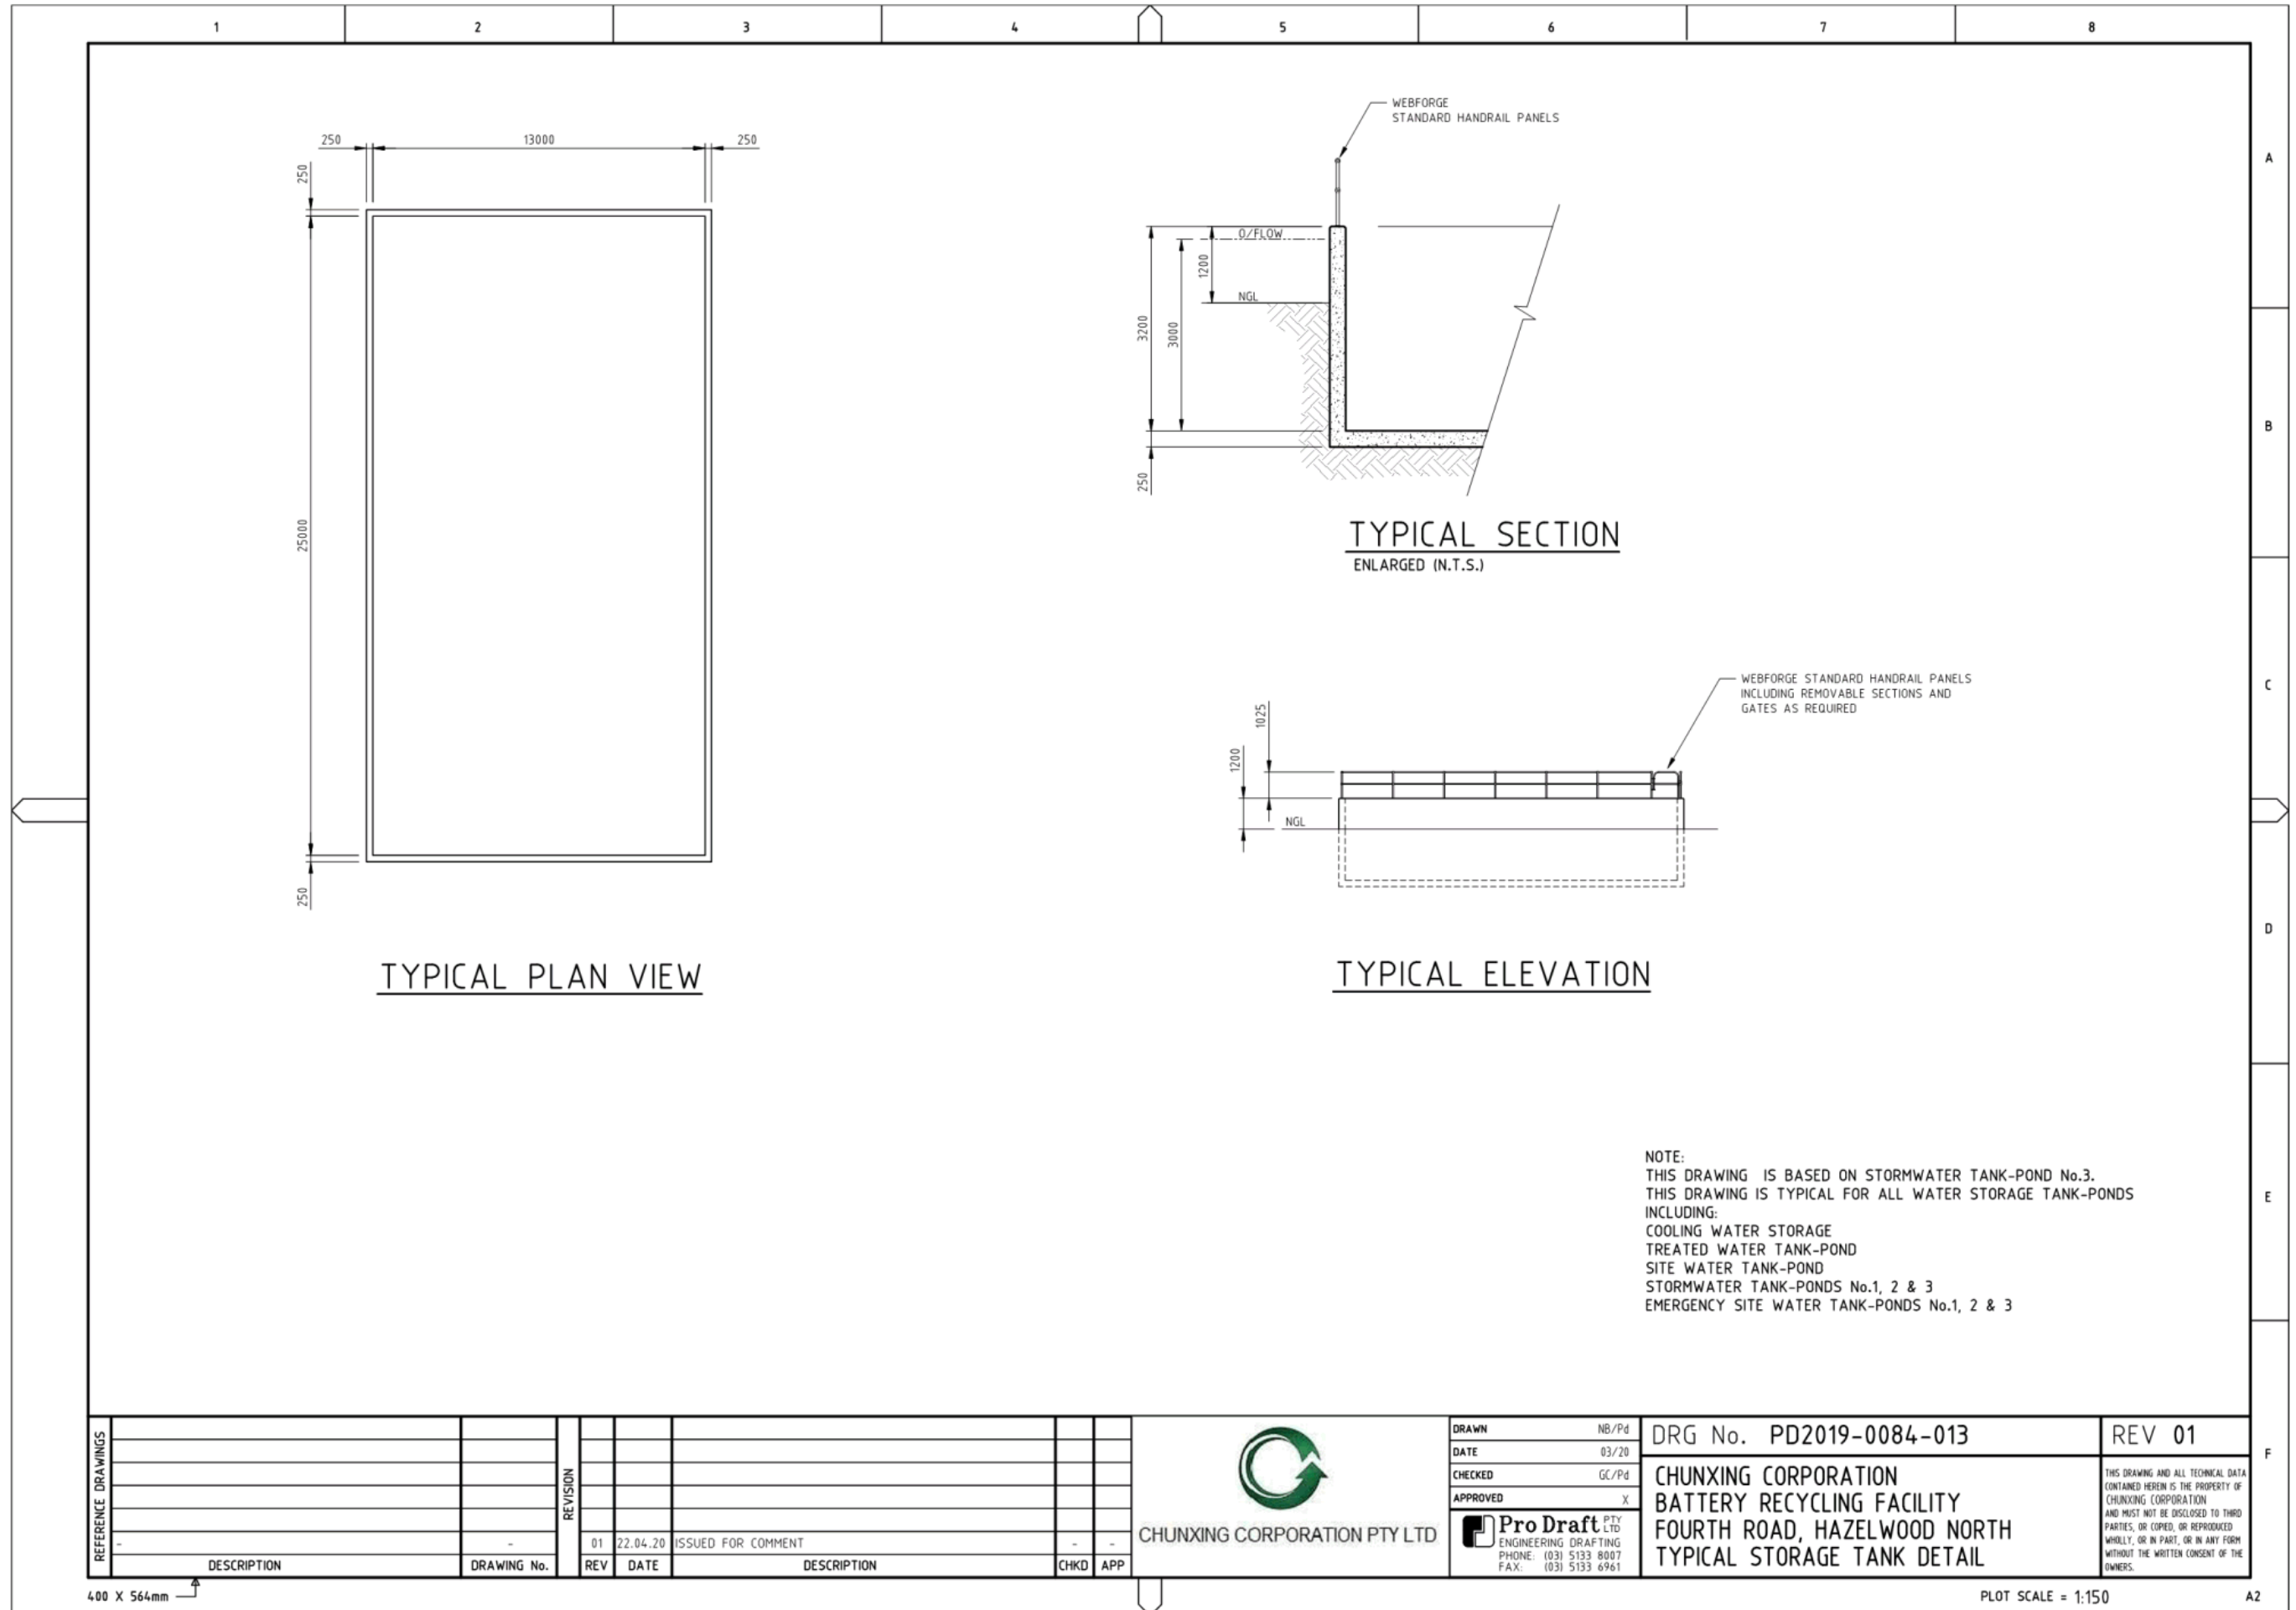 1 2 3 4 5 6 7 8
A
B
C
D
E
F
250 13000 250
250
25000
250
TYPICAL PLAN VIEW
WEBFORGE
STANDARD HANDRAIL PANELS
O/FLOW
1200
NGL
3200
3000
250
TYPICAL SECTION
ENLARGED (N.T.S.)
WEBFORGE STANDARD HANDRAIL PANELS
INCLUDING REMOVABLE SECTIONS AND
GATES AS REQUIRED
1025
1200
NGL
TYPICAL ELEVATION
NOTE:
THIS DRAWING IS BASED ON STORMWATER TANK-POND No.3.
THIS DRAWING IS TYPICAL FOR ALL WATER STORAGE TANK-PONDS
INCLUDING:
COOLING WATER STORAGE
TREATED WATER TANK-POND
SITE WATER TANK-POND
STORMWATER TANK-PONDS No.1, 2 & 3
EMERGENCY SITE WATER TANK-PONDS No.1, 2 & 3
REFERENCE DRAWINGS
- -
DESCRIPTION DRAWING No.
REVISION
01 22.04.20 ISSUED FOR COMMENT - -
REV DATE DESCRIPTION CHKD APP
CHUNXING CORPORATION PTY LTD
DRAWN NB/Pd
DATE 03/20
CHECKED GC/Pd
APPROVED X
Pro Draft PTY LTD
ENGINEERING DRAFTING
PHONE: (03) 5133 8007
FAX: (03) 5133 6961
DRG No. PD2019-0084-013
REV 01
CHUNXING CORPORATION
BATTERY RECYCLING FACILITY
FOURTH ROAD, HAZELWOOD NORTH
TYPICAL STORAGE TANK DETAIL
THIS DRAWING AND ALL TECHNICAL DATA
CONTAINED HEREIN IS THE PROPERTY OF
CHUNXING CORPORATION
AND MUST NOT BE DISCLOSED TO THIRD
PARTIES, OR COPIED, OR REPRODUCED
WHOLLY, OR IN PART, OR IN ANY FORM
WITHOUT THE WRITTEN CONSENT OF THE
OWNERS.
400 X 564mm
PLOT SCALE = 1:150
A2